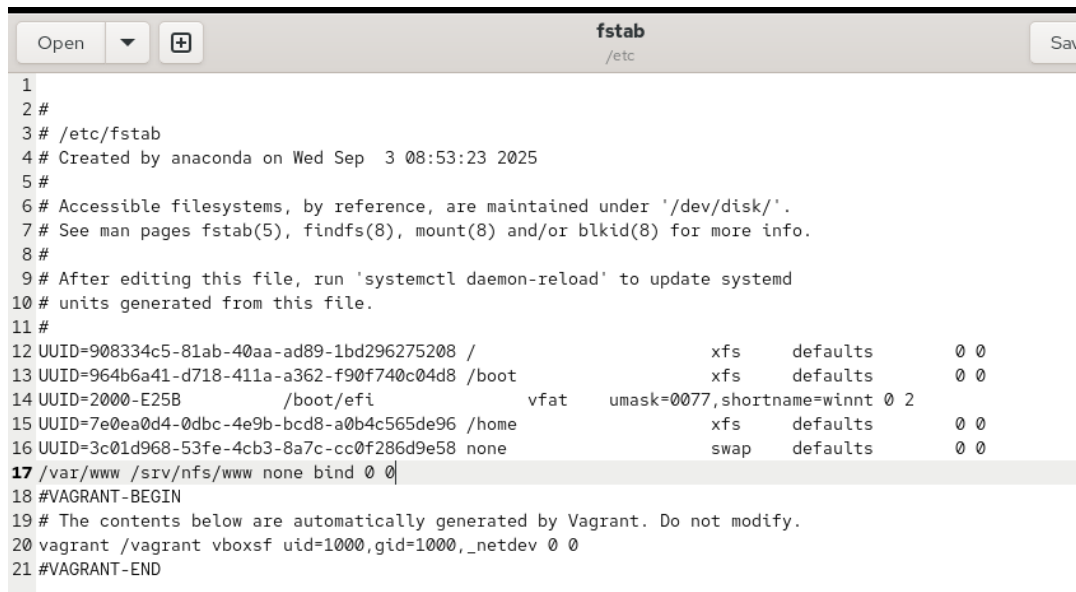 Open
fstab
/etc
Sav
1
2 #
3 # /etc/fstab
4 # Created by anaconda on Wed Sep  3 08:53:23 2025
5 #
6 # Accessible filesystems, by reference, are maintained under '/dev/disk/'.
7 # See man pages fstab(5), findfs(8), mount(8) and/or blkid(8) for more info.
8 #
9 # After editing this file, run 'systemctl daemon-reload' to update systemd
10 # units generated from this file.
11 #
12 UUID=908334c5-81ab-40aa-ad89-1bd296275208 /                       xfs     defaults        0 0
13 UUID=964b6a41-d718-411a-a362-f90f740c04d8 /boot                   xfs     defaults        0 0
14 UUID=2000-E25B          /boot/efi               vfat    umask=0077,shortname=winnt 0 2
15 UUID=7e0ea0d4-0dbc-4e9b-bcd8-a0b4c565de96 /home                   xfs     defaults        0 0
16 UUID=3c01d968-53fe-4cb3-8a7c-cc0f286d9e58 none                    swap    defaults        0 0
17 /var/www /srv/nfs/www none bind 0 0
18 #VAGRANT-BEGIN
19 # The contents below are automatically generated by Vagrant. Do not modify.
20 vagrant /vagrant vboxsf uid=1000,gid=1000,_netdev 0 0
21 #VAGRANT-END